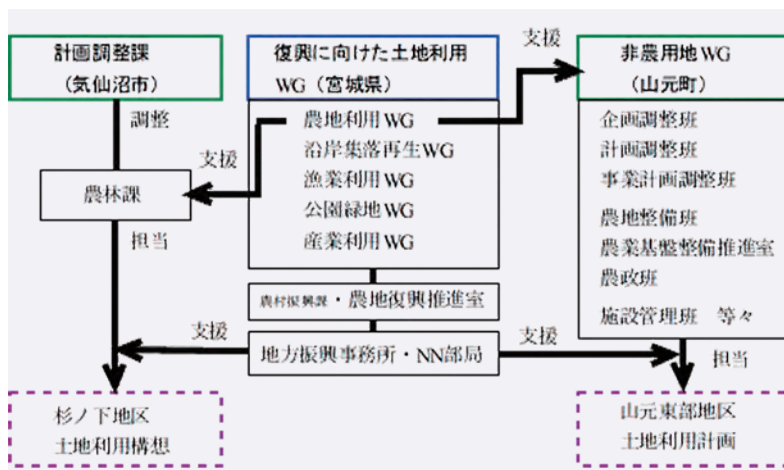 計画調整課
（気仙沼市）
調整
農林課
担当
杉ノ下地区
土地利用構想
復興に向けた土地利用
WG（宮城県）
農地利用WG
沿岸集落再生WG
漁業利用WG
公園緑地WG
産業利用WG
農村振興課・農地復興推進室
地方振興事務所・NN部局
支援
支援
支援
支援
非農用地WG
（山元町）
企画調整班
計画調整班
事業計画調整班
農地整備班
農業基盤整備推進室
農政班
施設管理班　等々
担当
山元東部地区
土地利用計画